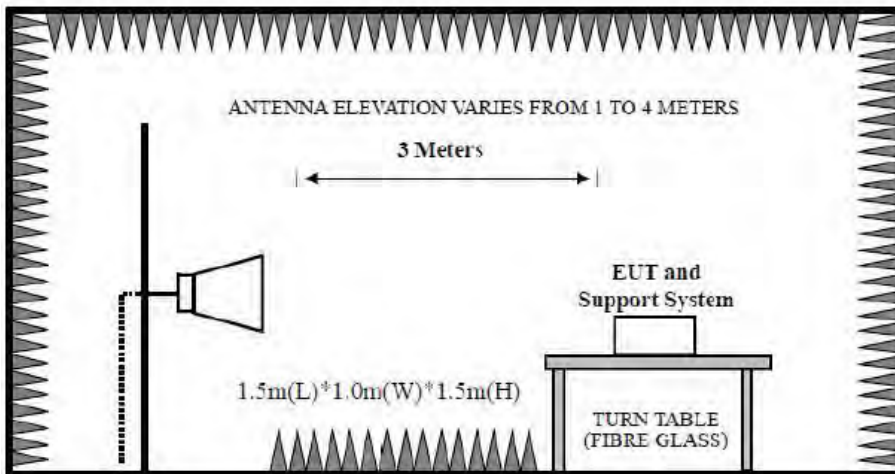 ANTENNA ELEVATION VARIES FROM 1 TO 4 METERS
3 Meters
EUT and
Support System
1.5m(L)*1.0m(W)*1.5m(H)
TURN TABLE
(FIBRE GLASS)